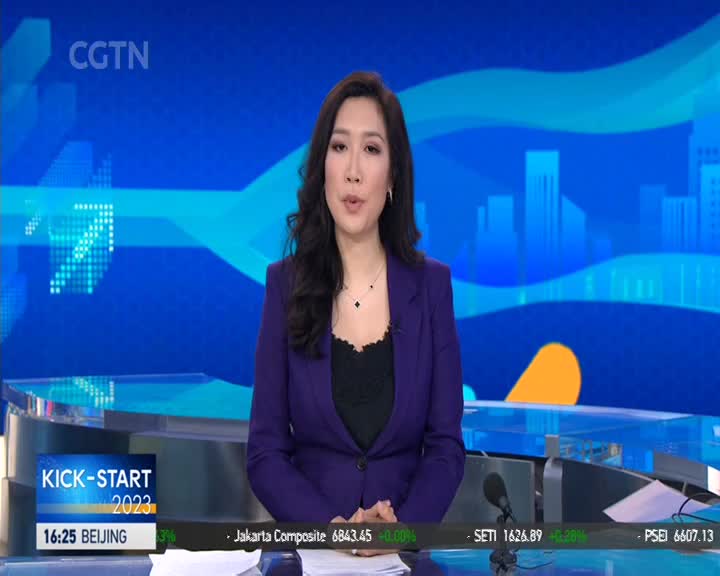 CGTN
KICK-START
2023
16:25 BEIJING
3% - Jakarta Composite 6843.45 +0.00% - SETI 1626.89 +0.28% - PSEI 6607.13